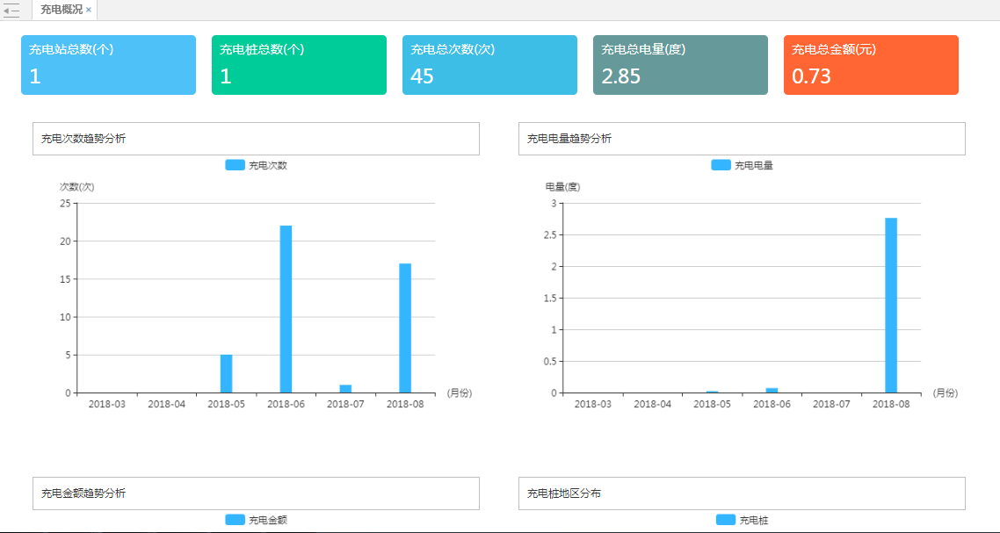 充电概况 ×
充电站总数(个)
1
充电桩总数(个)
1
充电总次数(次)
45
充电总电量(度)
2.85
充电总金额(元)
0.73
充电次数趋势分析
充电次数
次数(次)
25
20
15
10
5
0
2018-03 2018-04 2018-05 2018-06 2018-07 2018-08
(月份)
充电电量趋势分析
充电电量
电量(度)
3
2.5
2
1.5
1
0.5
0
2018-03 2018-04 2018-05 2018-06 2018-07 2018-08
(月份)
充电金额趋势分析
充电金额
充电桩地区分布
充电桩